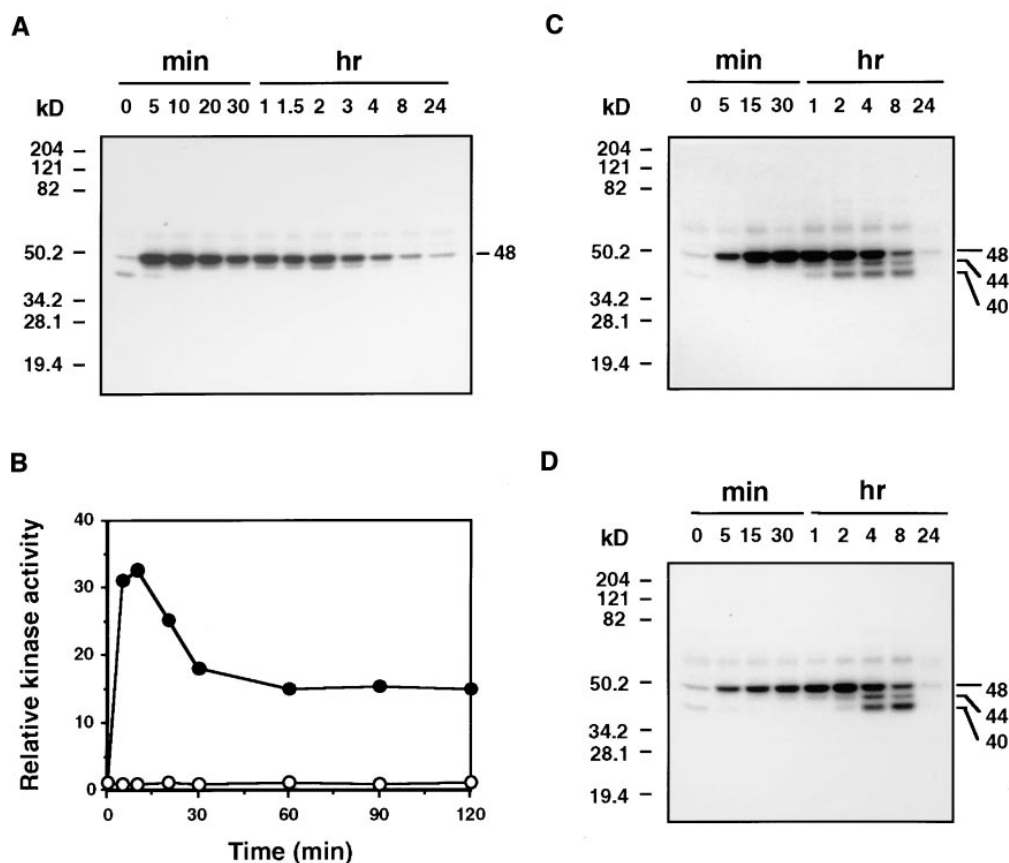 A
min hr
kD 0 5 10 20 30 1 1.5 2 3 4 8 24
204
121
82
50.2
34.2
28.1
19.4
48
B
Relative kinase activity
40
30
20
10
0
0 30 60 90 120
Time (min)
C
min hr
kD 0 5 15 30 1 2 4 8 24
204
121
82
50.2
34.2
28.1
19.4
48
44
40
D
min hr
kD 0 5 15 30 1 2 4 8 24
204
121
82
50.2
34.2
28.1
19.4
48
44
40